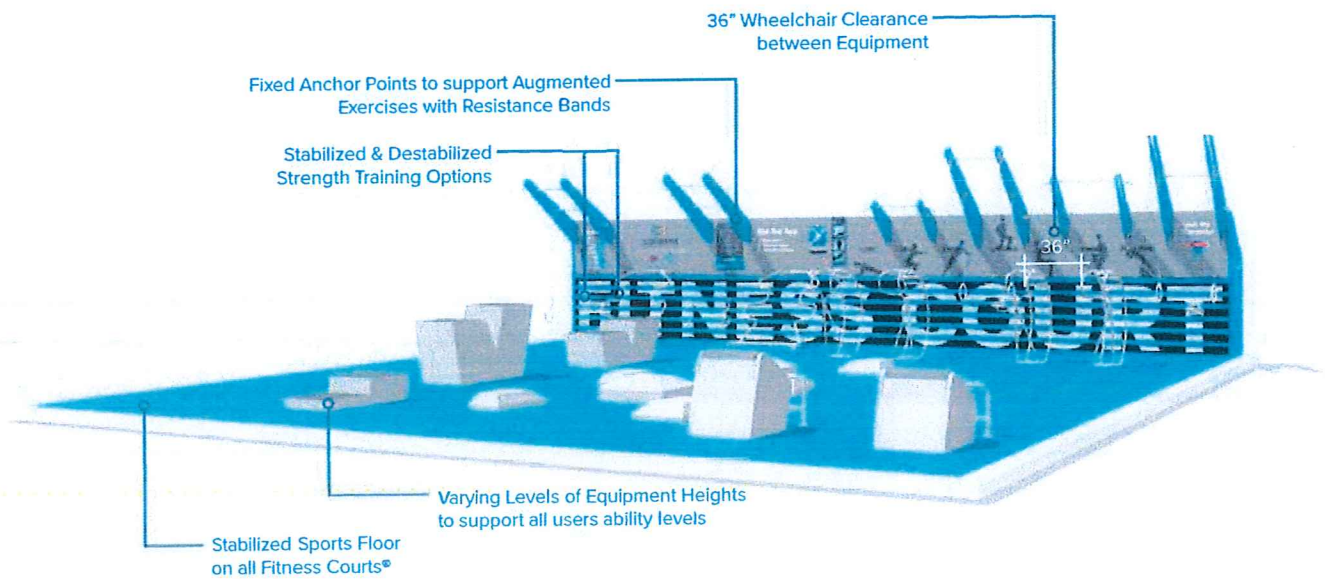 36" Wheelchair Clearance
between Equipment
Fixed Anchor Points to support Augmented
Exercises with Resistance Bands
Stabilized & Destabilized
Strength Training Options
36"
FITNESS COURT
Varying Levels of Equipment Heights
to support all users ability levels
Stabilized Sports Floor
on all Fitness Courts®